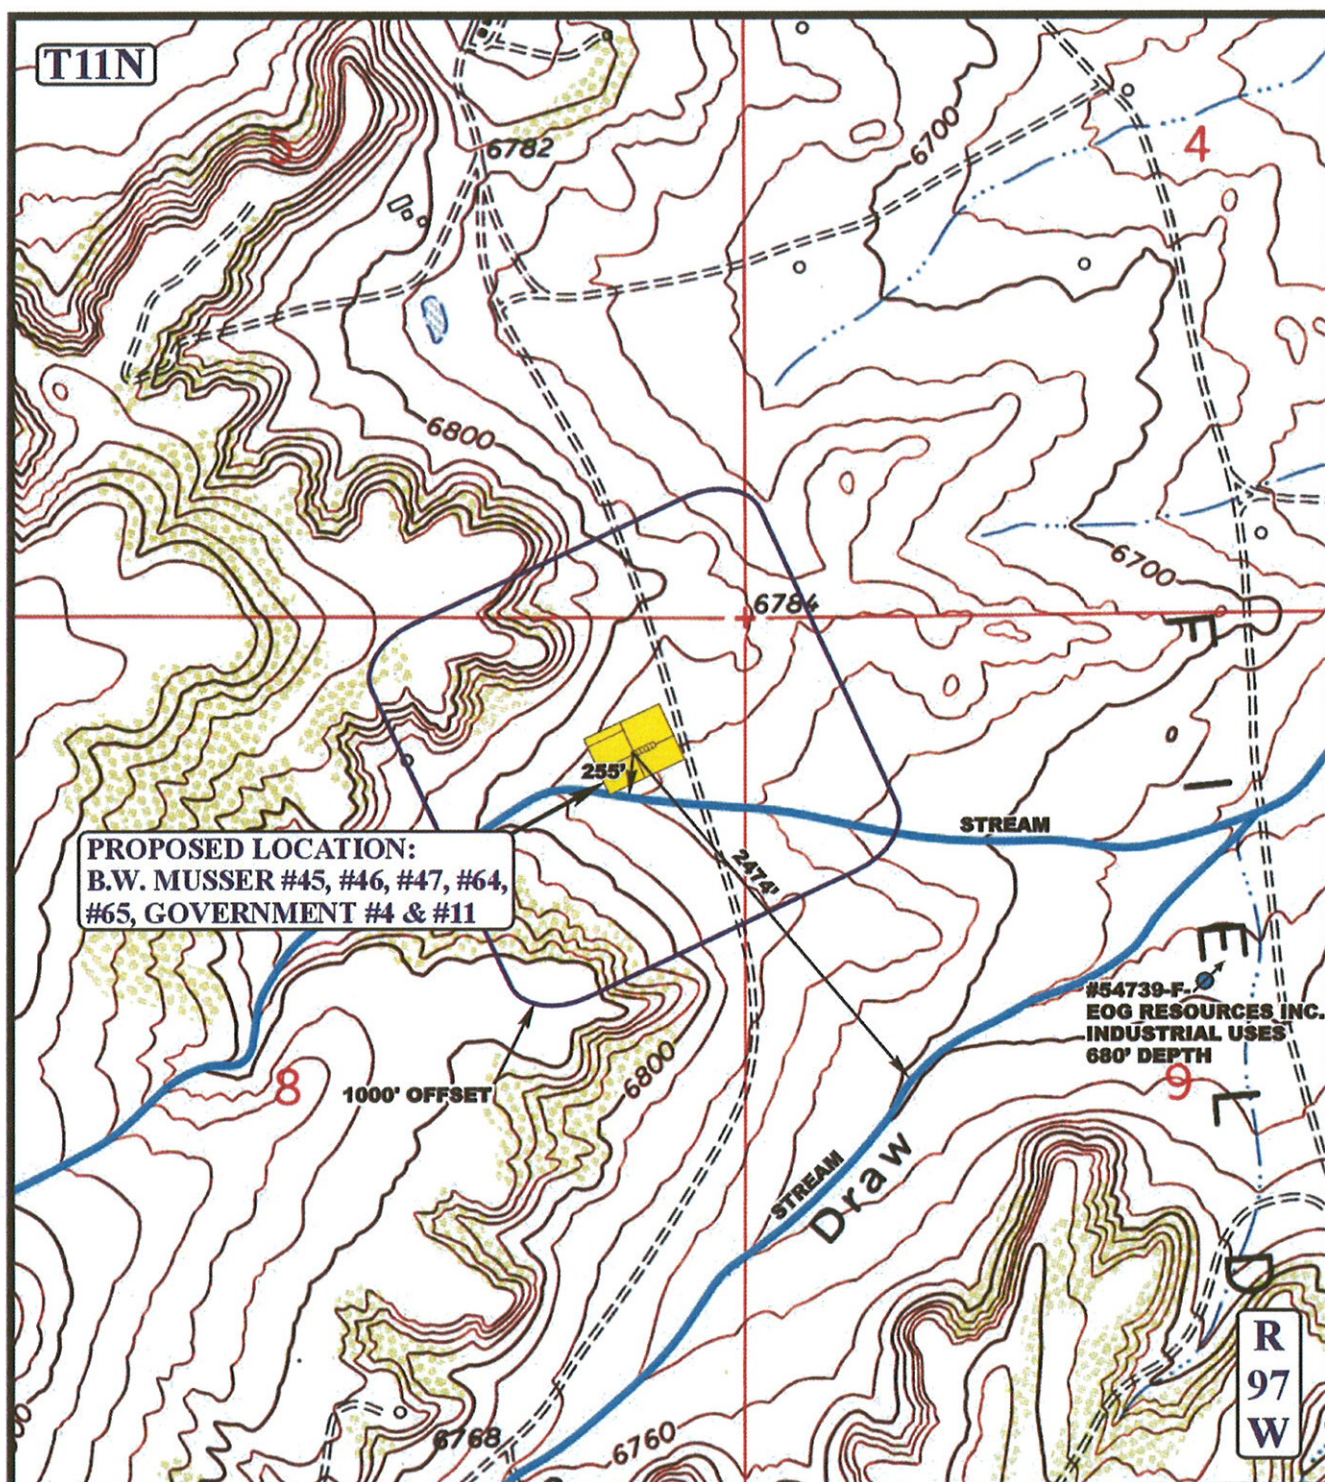 T11N
5
6782
6700
4
6800
6700
6784
255'
STREAM
PROPOSED LOCATION:
B.W. MUSSER #45, #46, #47, #64,
#65, GOVERNMENT #4 & #11
2474'
#54739-F
EOG RESOURCES INC.
INDUSTRIAL USES
680' DEPTH
8
1000' OFFSET
6800
9
STREAM
Draw
R
97
W
6768
6760